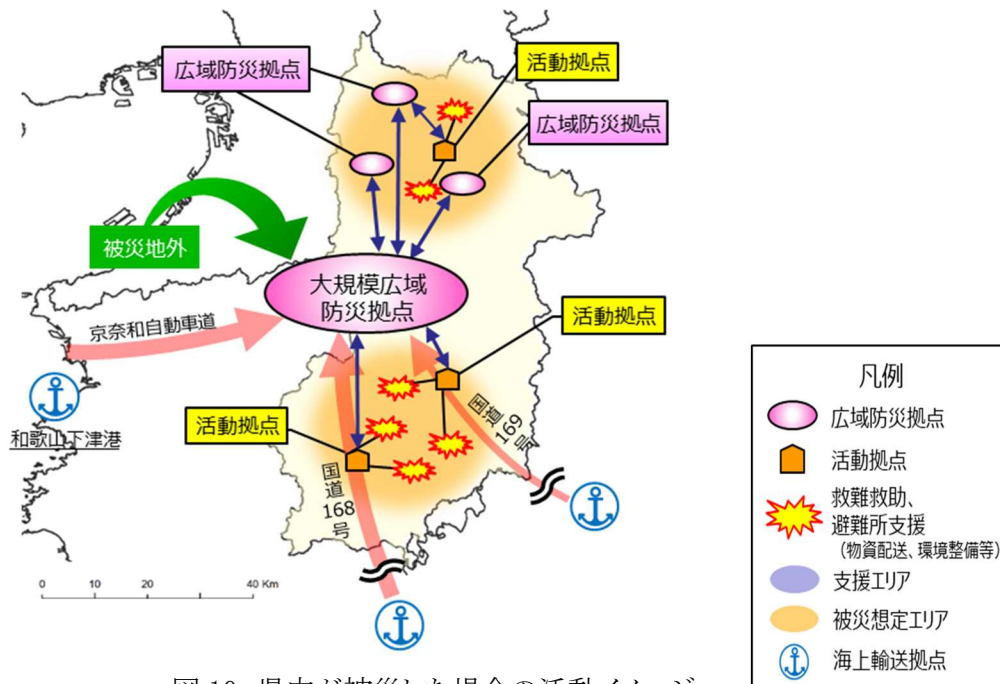 広域防災拠点
活動拠点
広域防災拠点
被災地外
大規模広域
防災拠点
活動拠点
京奈和自動車道
和歌山下津港
活動拠点
国道
168
号
国道
169
号
0 10 20 40 Km
凡例
広域防災拠点
活動拠点
救難救助、
避難所支援
(物資配送、環境整備等)
支援エリア
被災想定エリア
海上輸送拠点